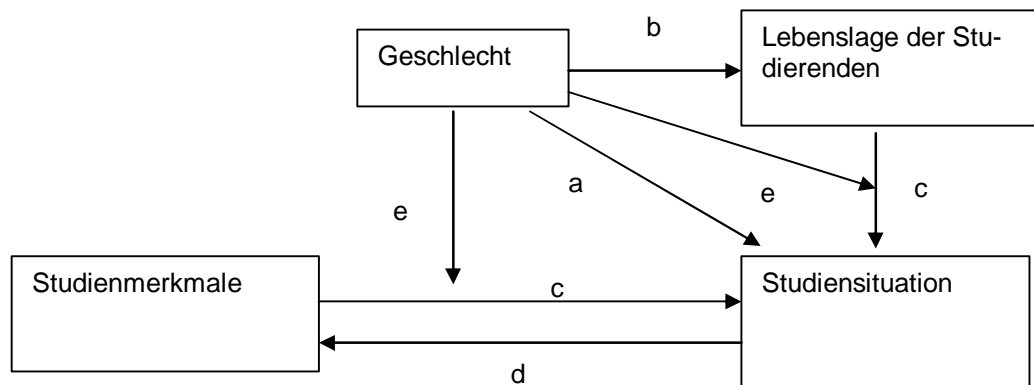 b
Geschlecht
Lebenslage der Stu-
dierenden
a
e
c
e
Studienmerkmale
c
Studiensituation
d